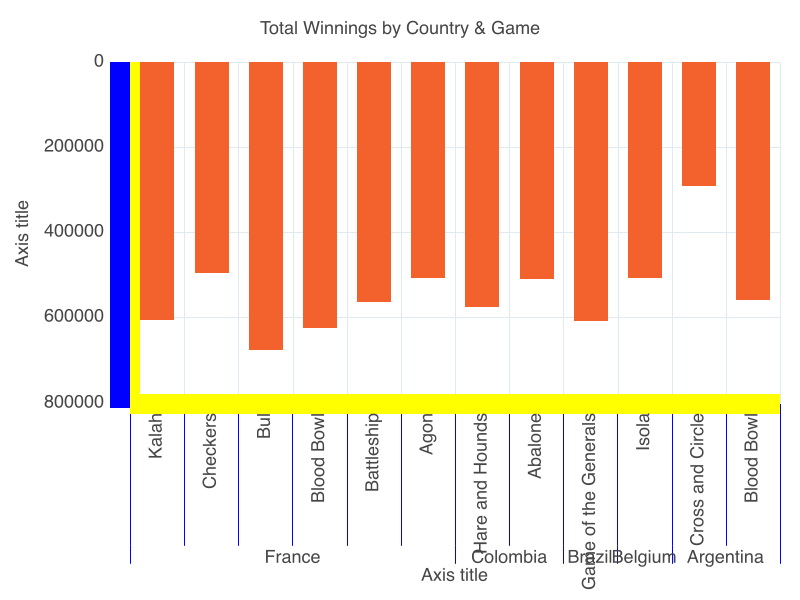 Total Winnings by Country & Game
0
200000
400000
600000
800000
Axis title
Kalah
Checkers
Bul
Blood Bowl
Battleship
Agon
Hare and Hounds
Abalone
Game of the Generals
Isola
Cross and Circle
Blood Bowl
France
Colombia
Brazil
Belgium
Argentina
Axis title